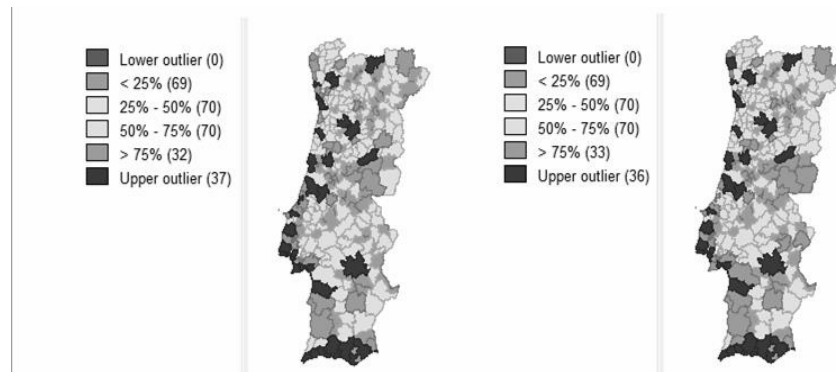 Lower outlier (0)
< 25% (69)
25% - 50% (70)
50% - 75% (70)
> 75% (32)
Upper outlier (37)
Lower outlier (0)
< 25% (69)
25% - 50% (70)
50% - 75% (70)
> 75% (33)
Upper outlier (36)